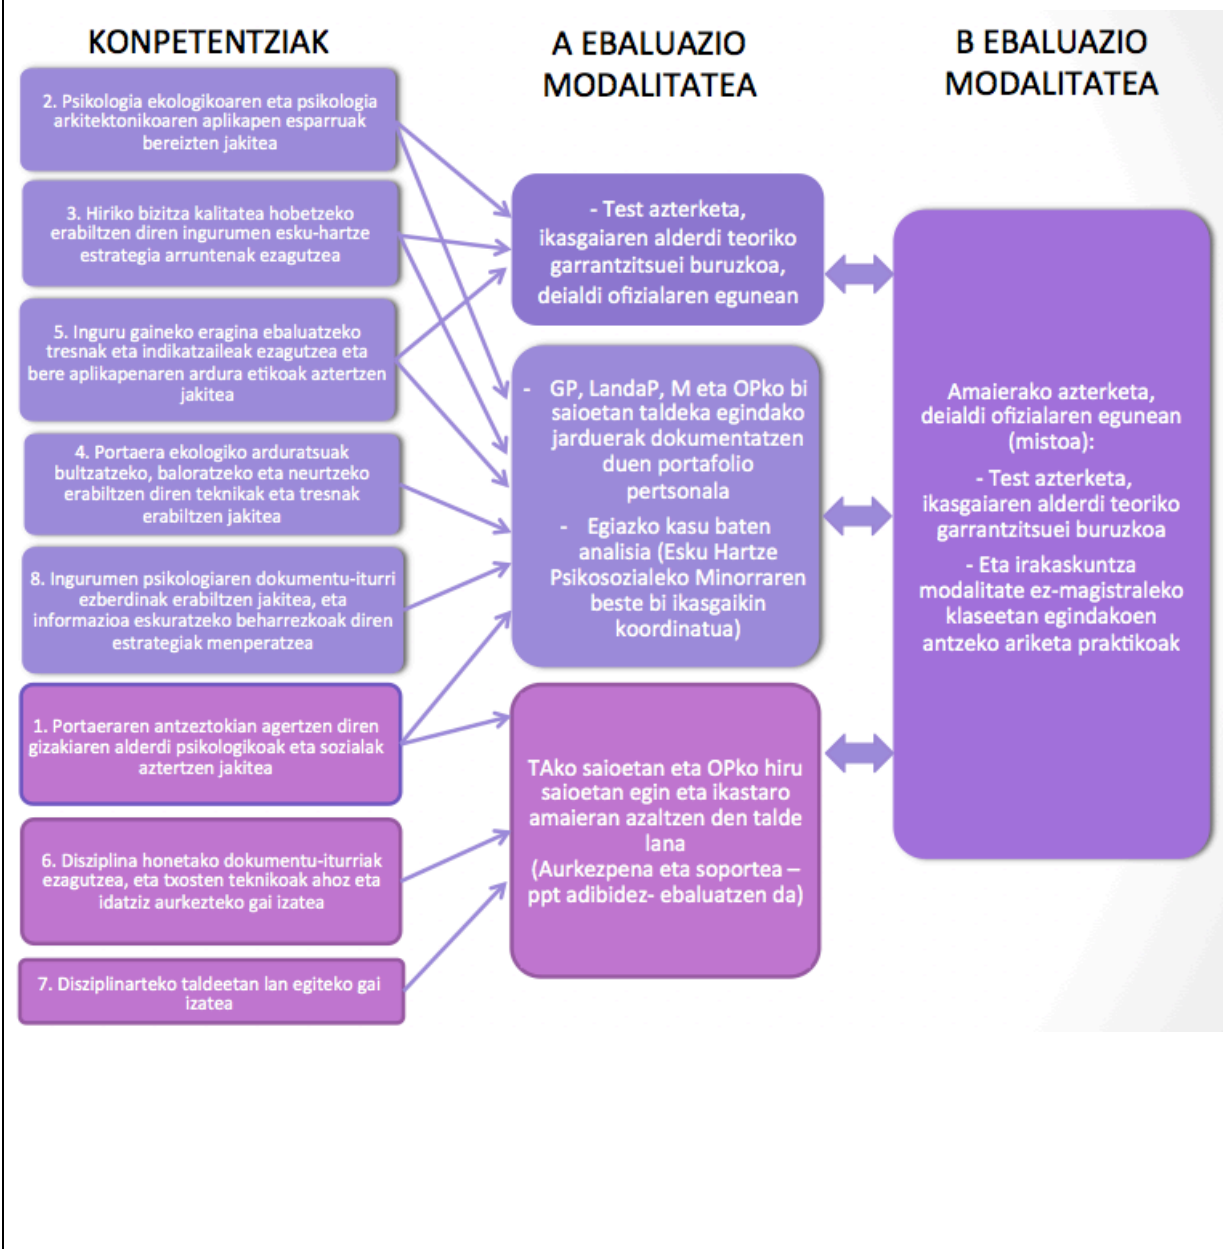 KONPETENTZIAK
2. Psikologia ekologikoaren eta psikologia
arkitektonikoaren aplikapen esparruak
bereizten jakitea
3. Hiriko bizitza kalitatea hobetzeko
erabiltzen diren ingurumen esku-hartze
estrategia arruntenak ezagutzea
5. Inguru gaineko eragina ebaluatzeko
tresnak eta indikatzaileak ezagutzea eta
bere aplikapenaren ardura etikoak aztertzen
jakitea
4. Portaera ekologiko arduratsuak
bultzatzeko, baloratzeko eta neurtzeko
erabiltzen diren teknikak eta tresnak
erabiltzen jakitea
8. Ingurumen psikologiaren dokumentu-iturri
ezberdinak erabiltzen jakitea, eta
informazioa eskuratzeko beharrezkoak diren
estrategiak menperatzea
1. Portaeraren antzeztokian agertzen diren
gizakiaren alderdi psikologikoak eta sozialak
aztertzen jakitea
6. Disziplina honetako dokumentu-iturriak
ezagutzea, eta txosten teknikoak ahoz eta
idatziz aurkezteko gai izatea
7. Disziplinarteko taldeetan lan egiteko gai
izatea
A EBALUAZIO
MODALITATEA
- Test azterketa,
ikasgaiaren alderdi teoriko
garrantzitsuei buruzkoa,
deialdi ofizialaren egunean
- GP, LandaP, M eta OPko bi
saioetan taldeka egindako
jarduerak dokumentatzen
duen portafolio
pertsonala
- Egiazko kasu baten
analisia (Esku Hartze
Psikosozialeko Minorraren
beste bi ikasgaikin
koordinatua)
TAko saioetan eta OPko hiru
saioetan egin eta ikastaro
amaieran azaltzen den talde
lana
(Aurkezpena eta soportea –
ppt adibidez- ebaluatzen da)
B EBALUAZIO
MODALITATEA
Amaierako azterketa,
deialdi ofizialaren egunean
(mistoa):
- Test azterketa,
ikasgaiaren alderdi teoriko
garrantzitsuei buruzkoa
- Eta irakaskuntza
modalitate ez-magistraleko
klaseetan egindakoen
antzeko ariketa praktikoak